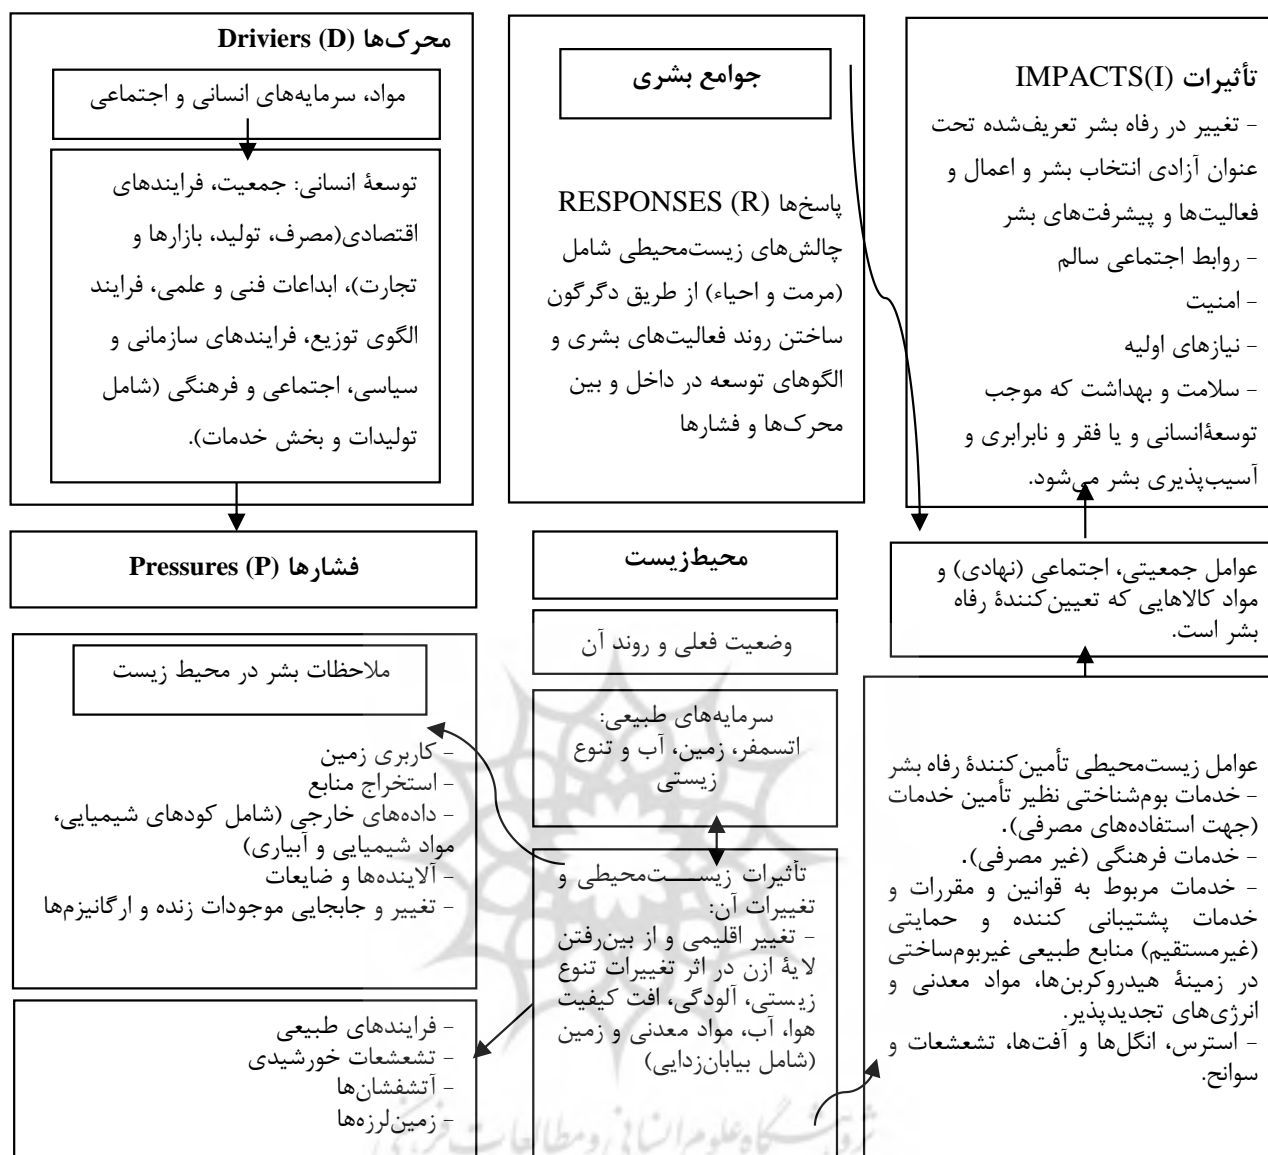 محرک‌ها Driviers (D)
مواد، سرمایه‌های انسانی و اجتماعی
توسعۀ انسانی: جمعیت، فرایندهای
اقتصادی(مصرف، تولید، بازارها و
تجارت)، ابداعات فنی و علمی، فرایند
الگوی توزیع، فرایندهای سازمانی و
سیاسی، اجتماعی و فرهنگی (شامل
تولیدات و بخش خدمات).
جوامع بشری
پاسخ‌ها RESPONSES (R)
چالش‌های زیست‌محیطی شامل
(مرمت و احیاء) از طریق دگرگون
ساختن روند فعالیت‌های بشری و
الگوهای توسعه در داخل و بین
محرک‌ها و فشارها
تأثیرات IMPACTS(I)
- تغییر در رفاه بشر تعریف‌شده تحت
عنوان آزادی انتخاب بشر و اعمال و
فعالیت‌ها و پیشرفت‌های بشر
- روابط اجتماعی سالم
- امنیت
- نیازهای اولیه
- سلامت و بهداشت که موجب
توسعۀانسانی و یا فقر و نابرابری و
آسیب‌پذیری بشر می‌شود.
فشارها Pressures (P)
ملاحظات بشر در محیط زیست
- کاربری زمین
- استخراج منابع
- داده‌های خارجی (شامل کودهای شیمیایی،
مواد شیمیایی و آبیاری)
- آلاینده‌ها و ضایعات
- تغییر و جابجایی موجودات زنده و ارگانیزم‌ها
- فرایندهای طبیعی
- تشعشعات خورشیدی
- آتشفشان‌ها
- زمین‌لرزه‌ها
محیط‌زیست
وضعیت فعلی و روند آن
سرمایه‌های طبیعی:
اتسمفر، زمین، آب و تنوع
زیستی
تأثیرات زیست‌محیطی و
تغییرات آن:
- تغییر اقلیمی و از بین‌رفتن
لایۀ ازن در اثر تغییرات تنوع
زیستی، آلودگی، افت کیفیت
هوا، آب، مواد معدنی و زمین
(شامل بیابان‌زدایی)
عوامل جمعیتی، اجتماعی (نهادی) و
مواد کالاهایی که تعیین‌کنندۀ رفاه
بشر است.
عوامل زیست‌محیطی تأمین‌کنندۀ رفاه بشر
- خدمات بوم‌شناختی نظیر تأمین خدمات
(جهت استفاده‌های مصرفی).
- خدمات فرهنگی (غیر مصرفی).
- خدمات مربوط به قوانین و مقررات و
خدمات پشتیبانی کننده و حمایتی
(غیرمستقیم) منابع طبیعی غیربوم‌ساختی
در زمینۀ هیدروکربن‌ها، مواد معدنی و
انرژی‌های تجدیدپذیر.
- استرس، انگل‌ها و آفت‌ها، تشعشعات و
سوانح.
پژوهشگاه علوم انسانی و مطالعات فرهنگی